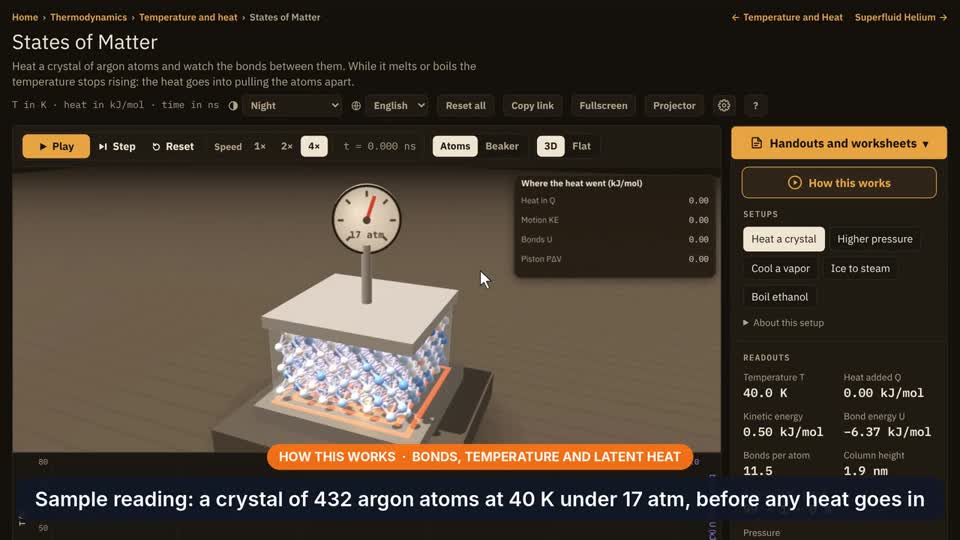 Home › Thermodynamics › Temperature and heat › States of Matter
← Temperature and Heat Superfluid Helium →
States of Matter
Heat a crystal of argon atoms and watch the bonds between them. While it melts or boils the
temperature stops rising: the heat goes into pulling the atoms apart.
T in K · heat in kJ/mol · time in ns
Night
English
Reset all
Copy link
Fullscreen
Projector
?
Play
Step
Reset
Speed 1× 2× 4×
t = 0.000 ns
Atoms Beaker
3D Flat
Handouts and worksheets ▾
17 atm
Where the heat went (kJ/mol)
Heat in Q 0.00
Motion KE 0.00
Bonds U 0.00
Piston PΔV 0.00
How this works
SETUPS
Heat a crystal Higher pressure
Cool a vapor Ice to steam
Boil ethanol
▶ About this setup
READOUTS
Temperature T Heat added Q
40.0 K 0.00 kJ/mol
Kinetic energy Bond energy U
0.50 kJ/mol −6.37 kJ/mol
Bonds per atom Column height
11.5 1.9 nm
Pressure
80
50
HOW THIS WORKS · BONDS, TEMPERATURE AND LATENT HEAT
Sample reading: a crystal of 432 argon atoms at 40 K under 17 atm, before any heat goes in